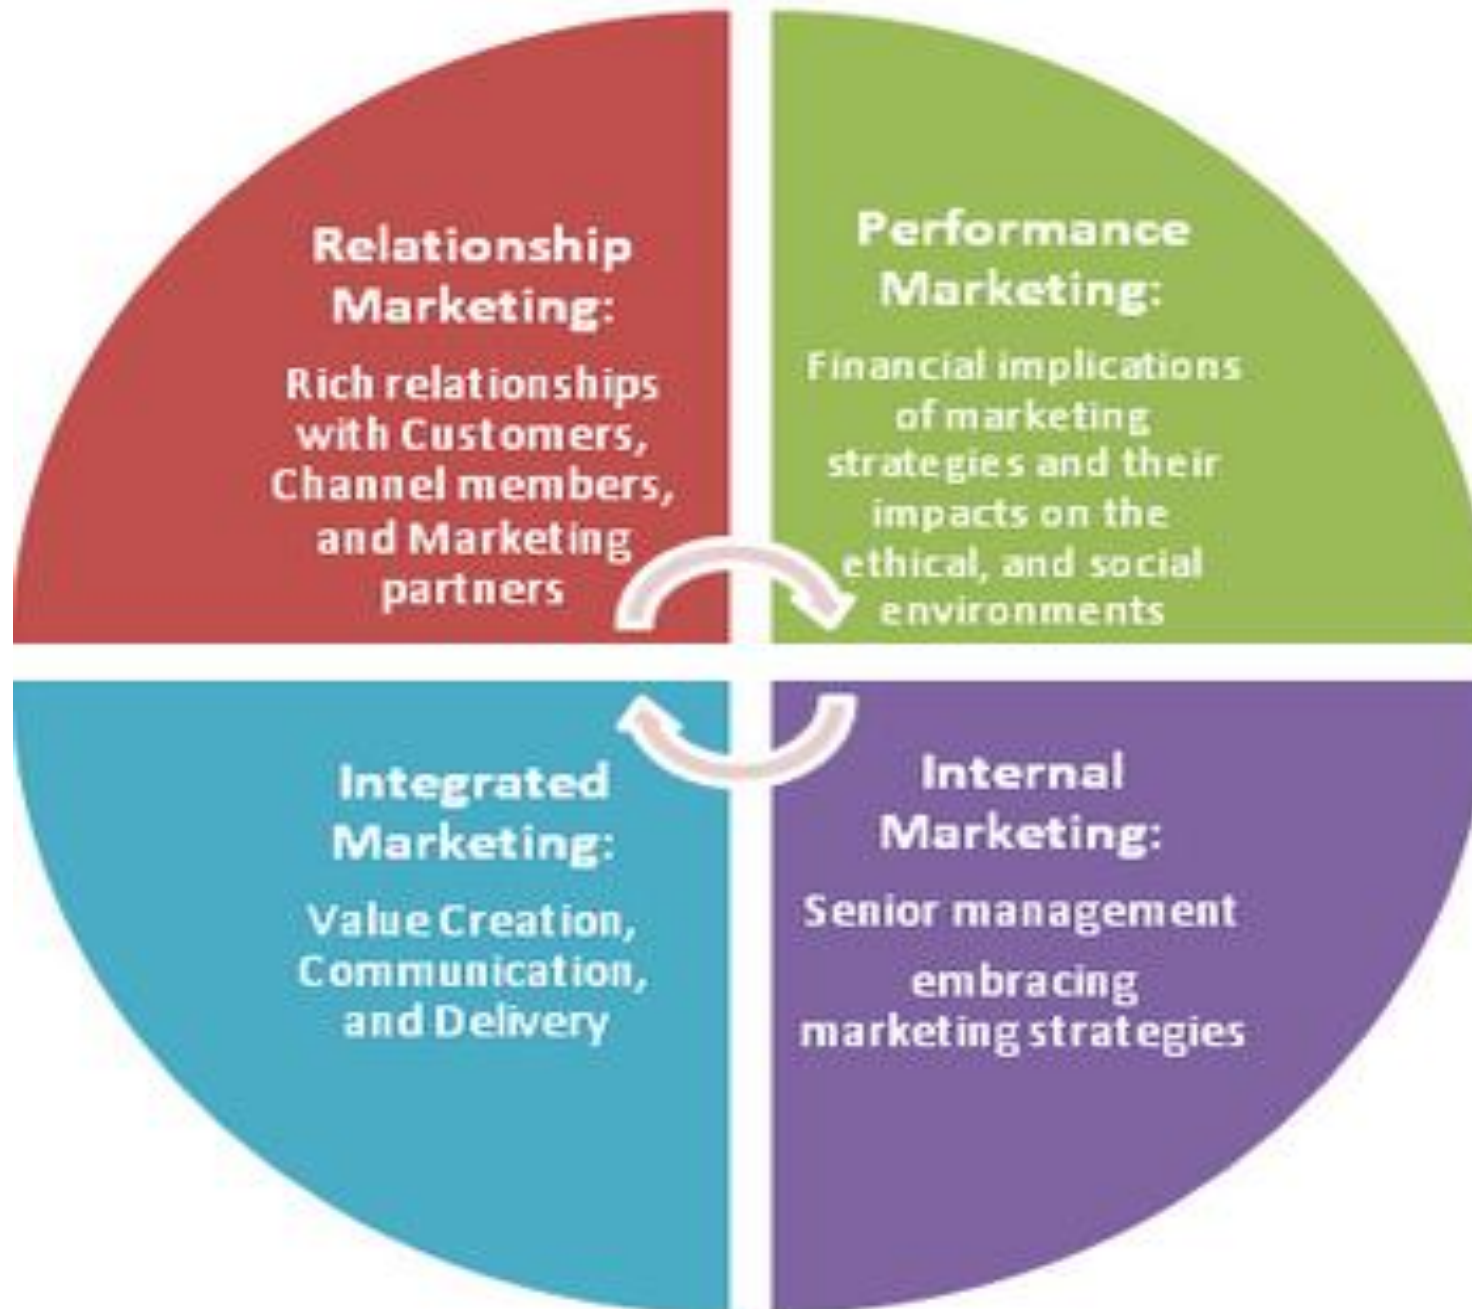 Relationship
Marketing:
Rich relationships
with Customers,
Channel members,
and Marketing
partners
Performance
Marketing:
Financial implications
of marketing
strategies and their
impacts on the
ethical, and social
environments
Integrated
Marketing:
Value Creation,
Communication,
and Delivery
Internal
Marketing:
Senior management
embracing
marketing strategies